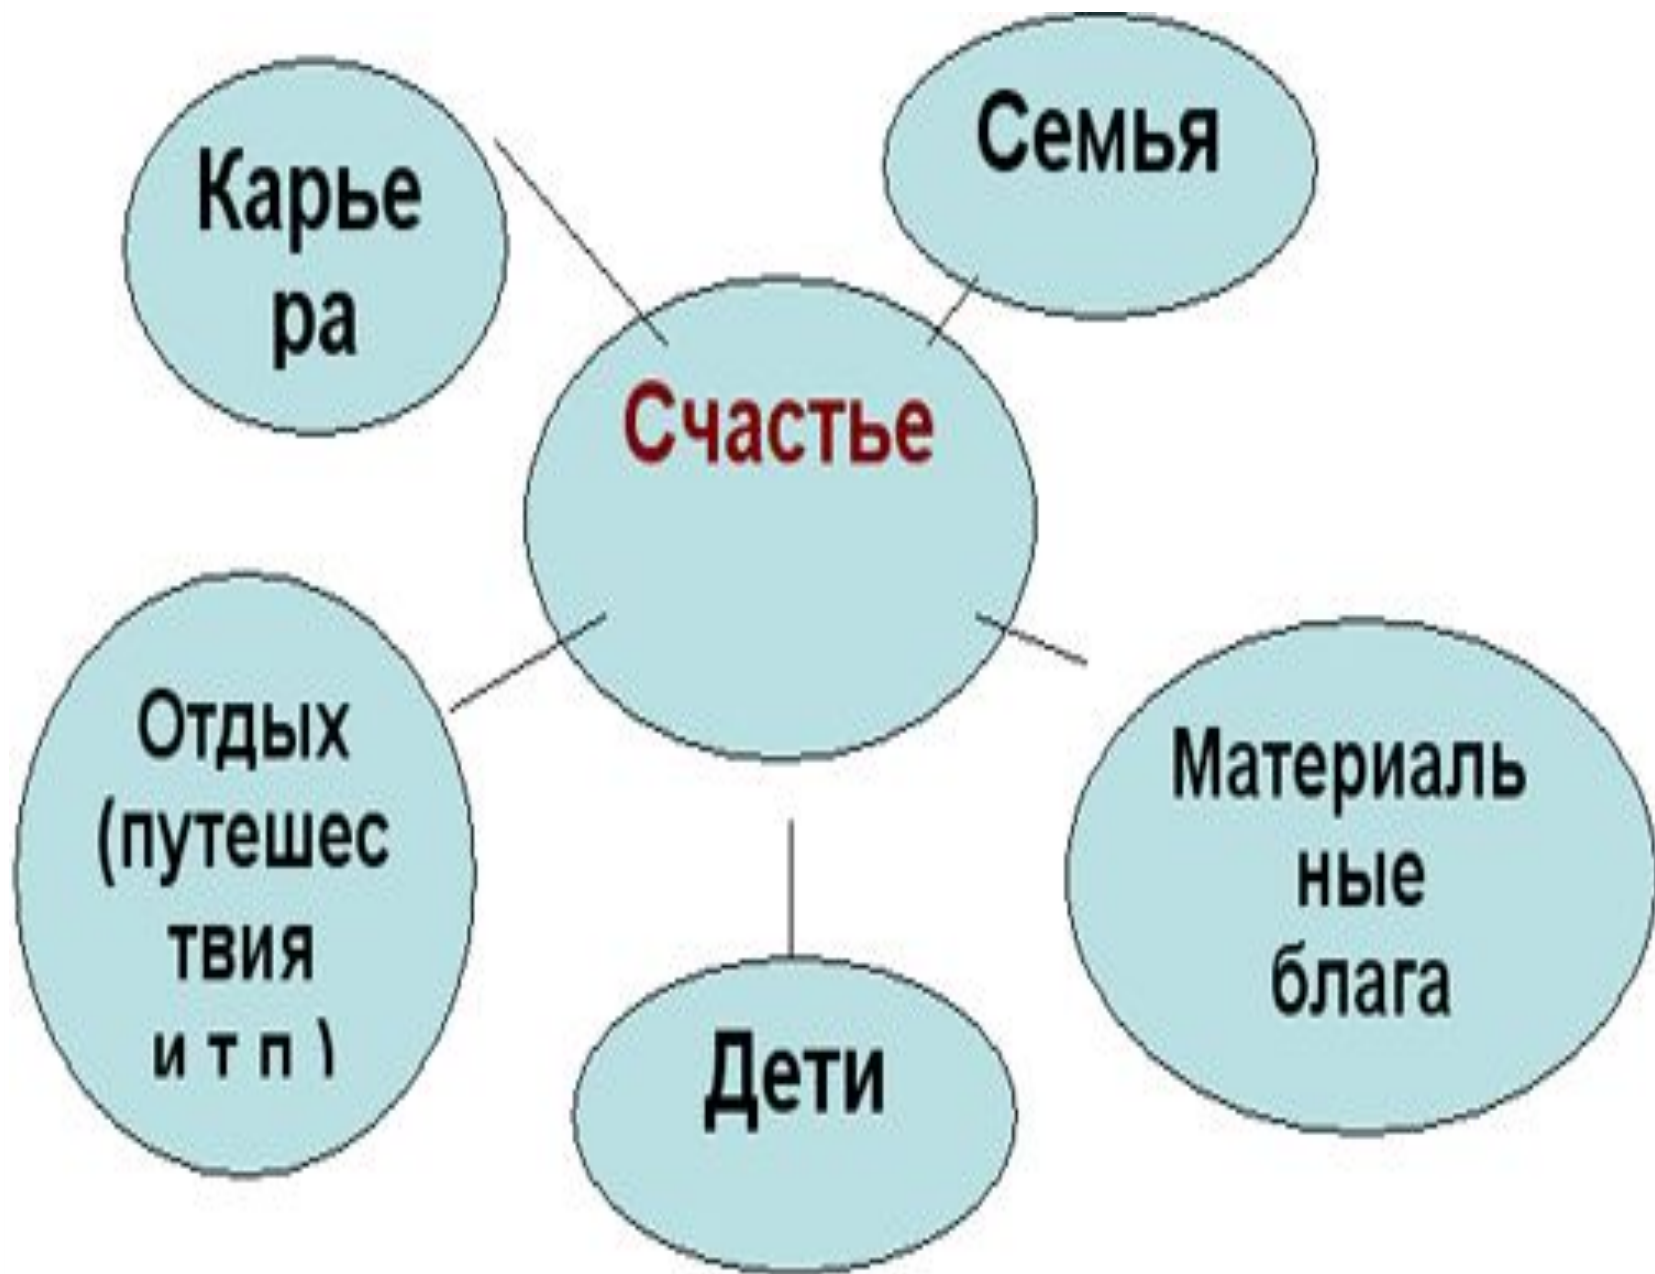 Карье
ра
Семья
Счастье
Отдых
(путешес
твия
и т п )
Материаль
ные
блага
Дети